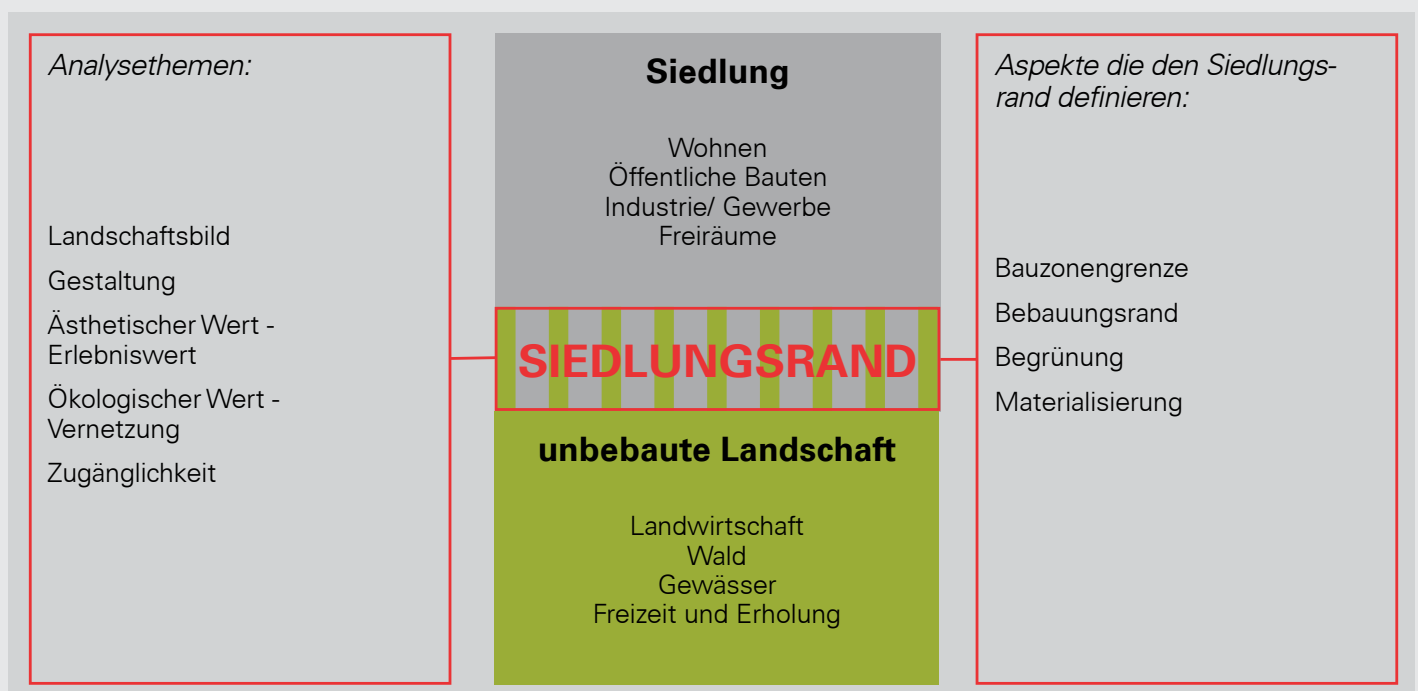 Analysethemen:
Landschaftsbild
Gestaltung
Ästhetischer Wert -
Erlebniswert
Ökologischer Wert -
Vernetzung
Zugänglichkeit
Siedlung
Wohnen
Öffentliche Bauten
Industrie/ Gewerbe
Freiräume
SIEDLUNGSRAND
unbebaute Landschaft
Landwirtschaft
Wald
Gewässer
Freizeit und Erholung
Aspekte die den Siedlungs-
rand definieren:
Bauzonengrenze
Bebauungsrand
Begrünung
Materialisierung